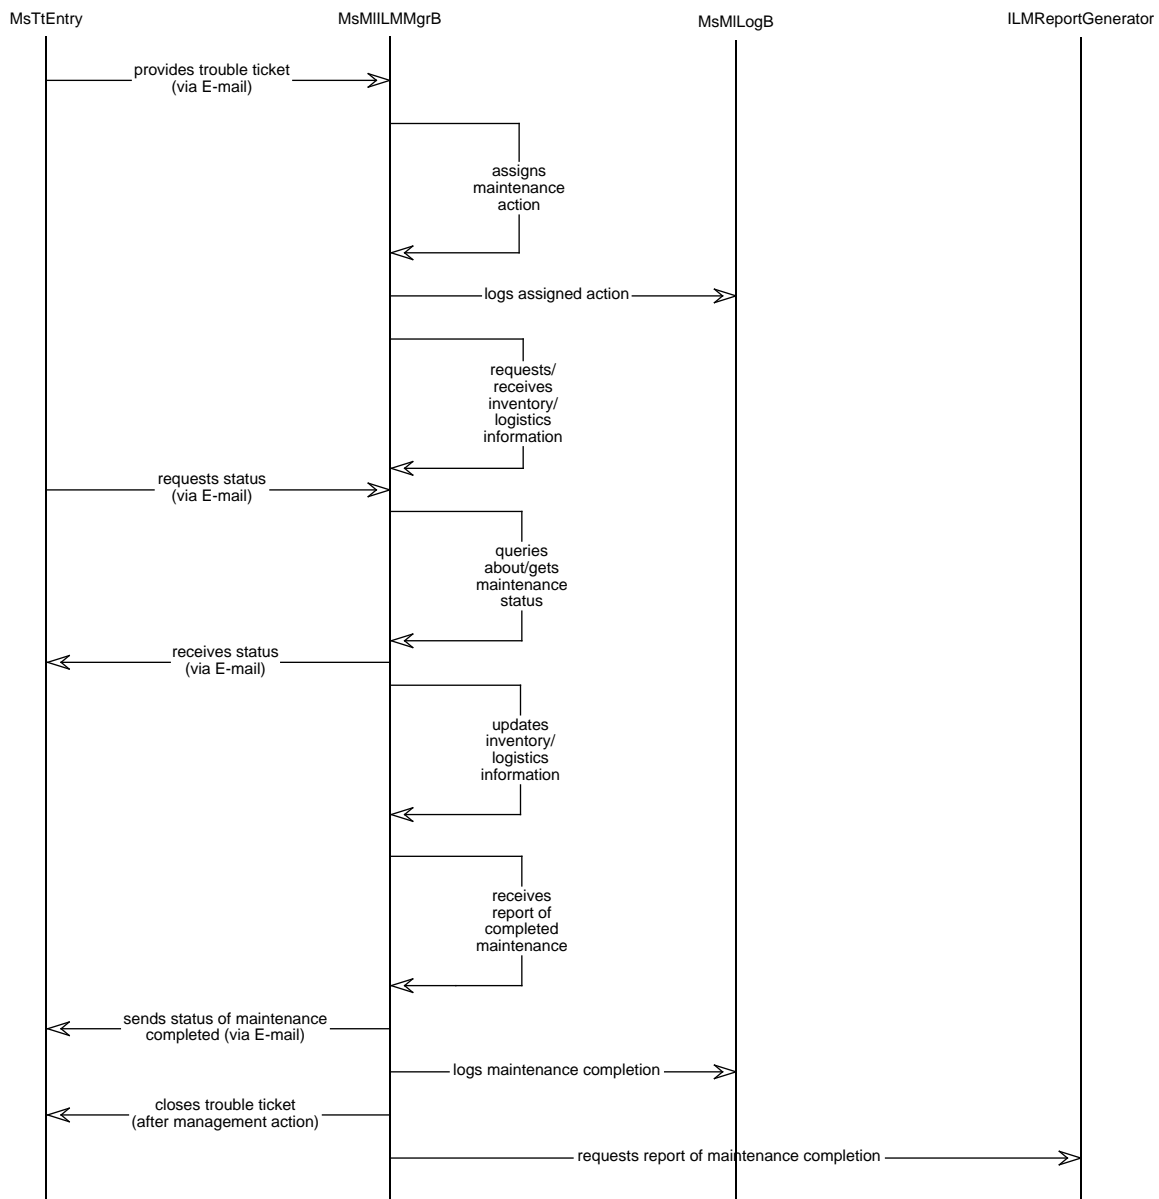 MsTtEntry
MsMlILMMgrB
MsMlLogB
ILMReportGenerator
provides trouble ticket
(via E-mail)
assigns
maintenance
action
logs assigned action
requests/
receives
inventory/
logistics
information
requests status
(via E-mail)
queries
about/gets
maintenance
status
receives status
(via E-mail)
updates
inventory/
logistics
information
receives
report of
completed
maintenance
sends status of maintenance
completed (via E-mail)
logs maintenance completion
closes trouble ticket
(after management action)
requests report of maintenance completion